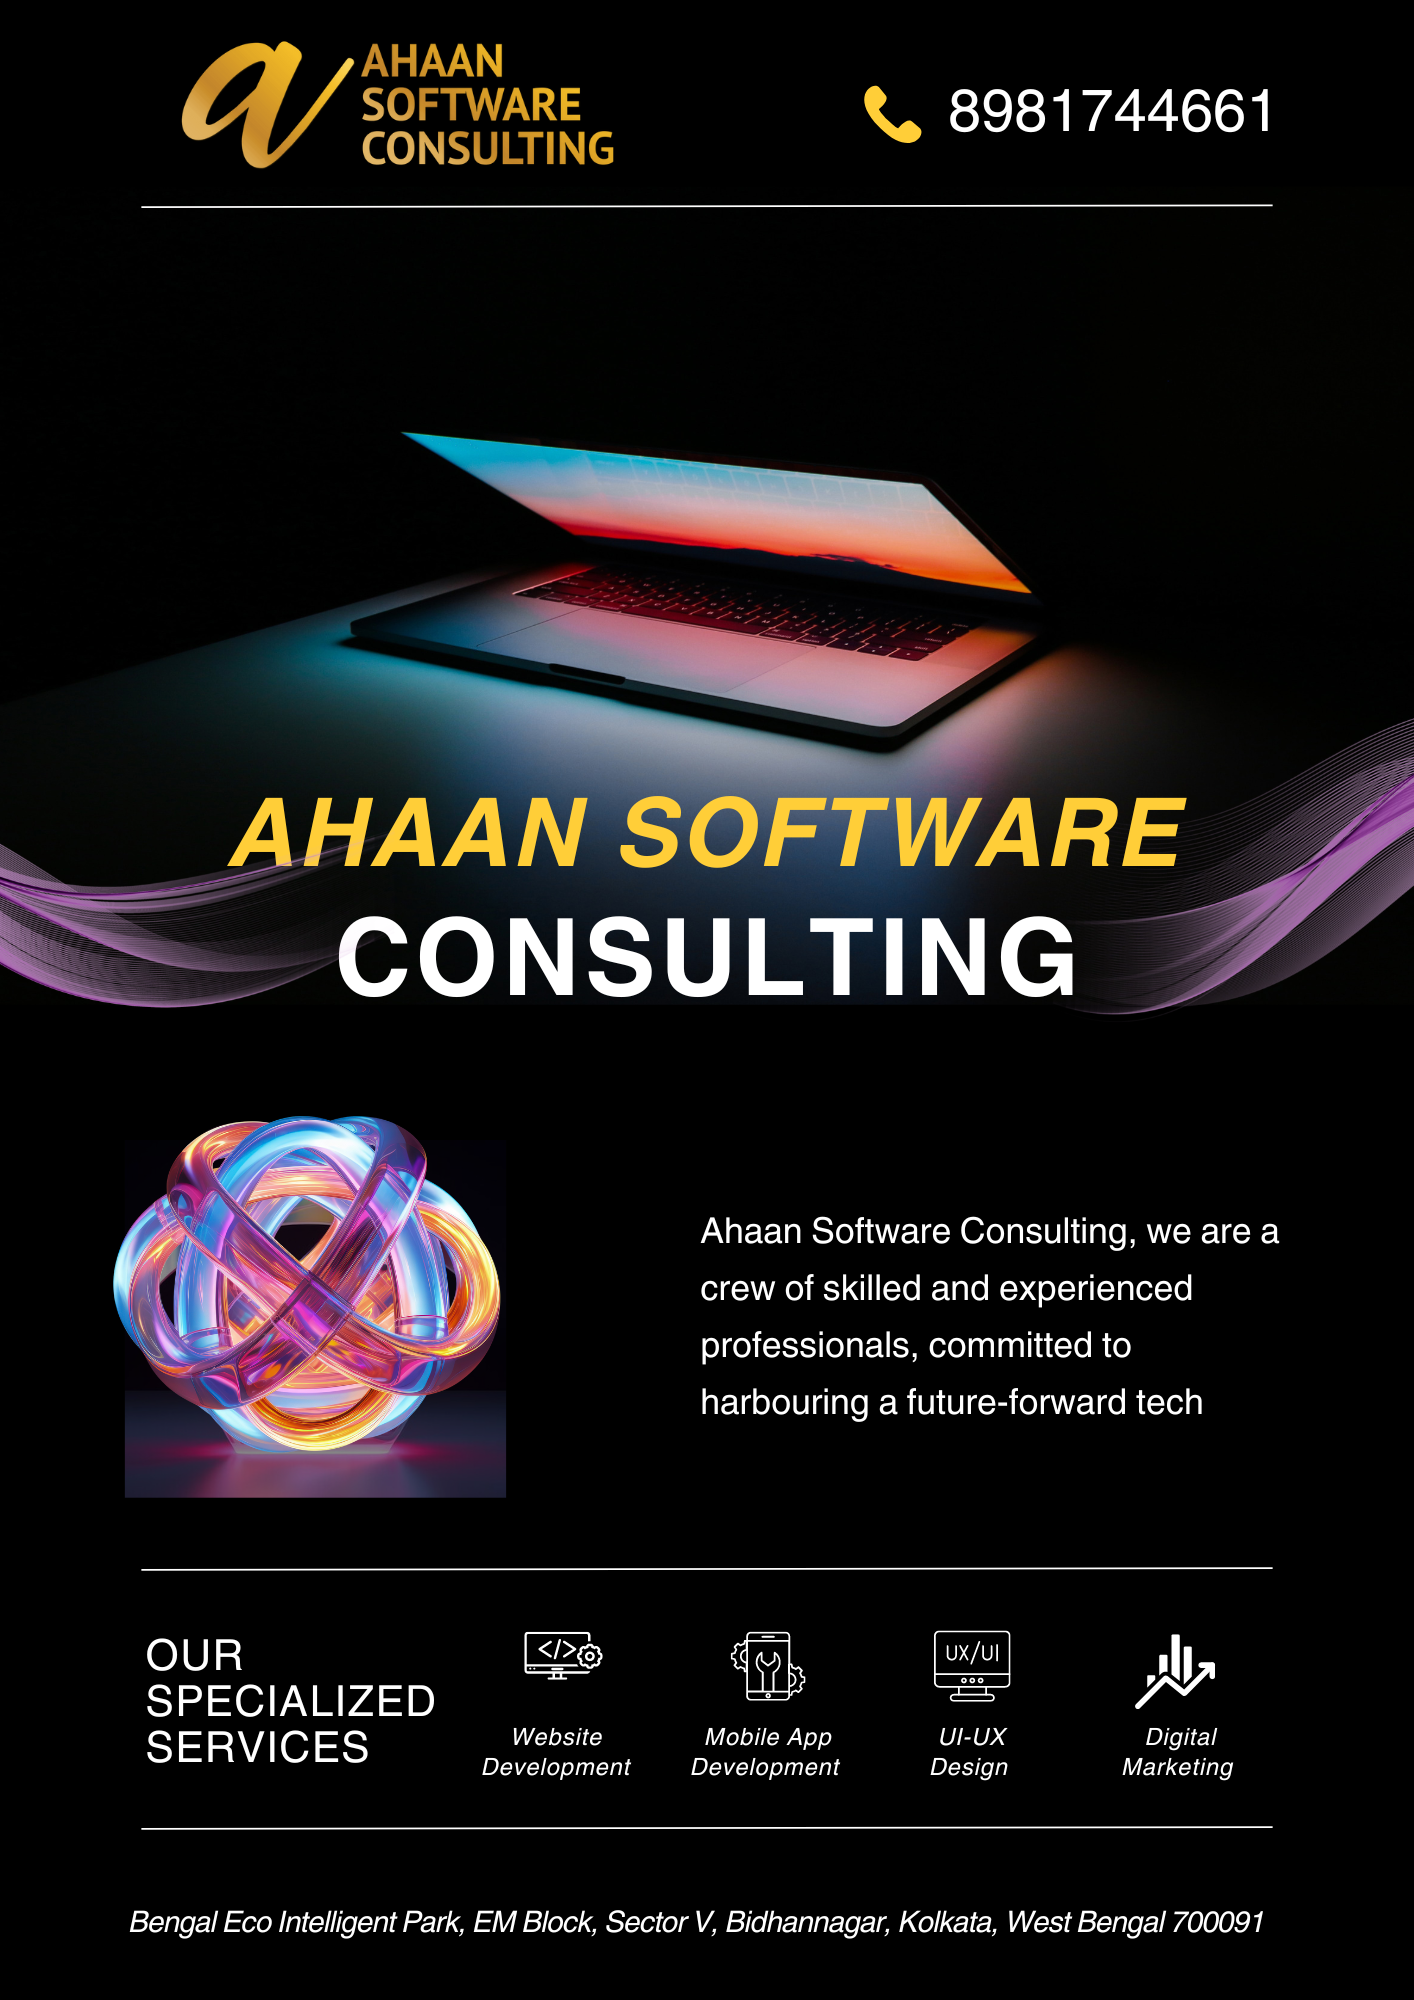 AHAAN
SOFTWARE
CONSULTING
8981744661
AHAAN SOFTWARE
CONSULTING
Ahaan Software Consulting, we are a
crew of skilled and experienced
professionals, committed to
harbouring a future-forward tech
OUR
SPECIALIZED
SERVICES
</>
Website
Development
Mobile App
Development
UX/UI
UI-UX
Design
Digital
Marketing
Bengal Eco Intelligent Park, EM Block, Sector V, Bidhannagar, Kolkata, West Bengal 700091